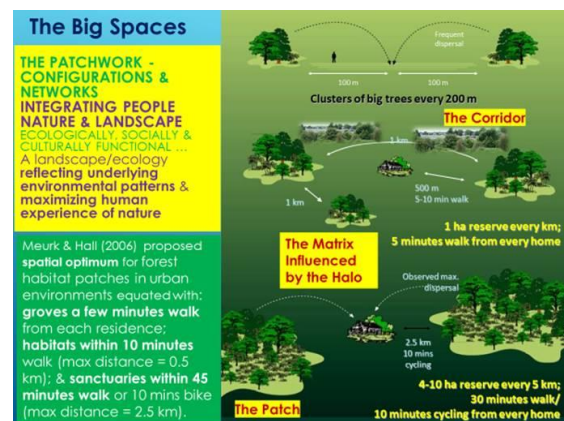 The Big Spaces
THE PATCHWORK -
CONFIGURATIONS &
NETWORKS
INTEGRATING PEOPLE
NATURE & LANDSCAPE
ECOLOGICALLY, SOCIALLY &
CULTURALLY FUNCTIONAL ...
A landscape/ecology
reflecting underlying
environmental patterns &
maximizing human
experience of nature
Meurk & Hall (2006) proposed
spatial optimum for forest
habitat patches in urban
environments equated with:
groves a few minutes walk
from each residence;
habitats within 10 minutes
walk (max distance = 0.5
km); & sanctuaries within 45
minutes walk or 10 mins bike
(max distance = 2.5 km).
Frequent
dispersal
100 m
100 m
Clusters of big trees every 200 m
The Corridor
1 km
500 m
5-10 min walk
1 km
1 ha reserve every km;
5 minutes walk from every home
The Matrix
Influenced
by the Halo
Observed max.
dispersal
2.5 km
10 mins
cycling
4-10 ha reserve every 5 km;
30 minutes walk/
10 minutes cycling from every home
The Patch